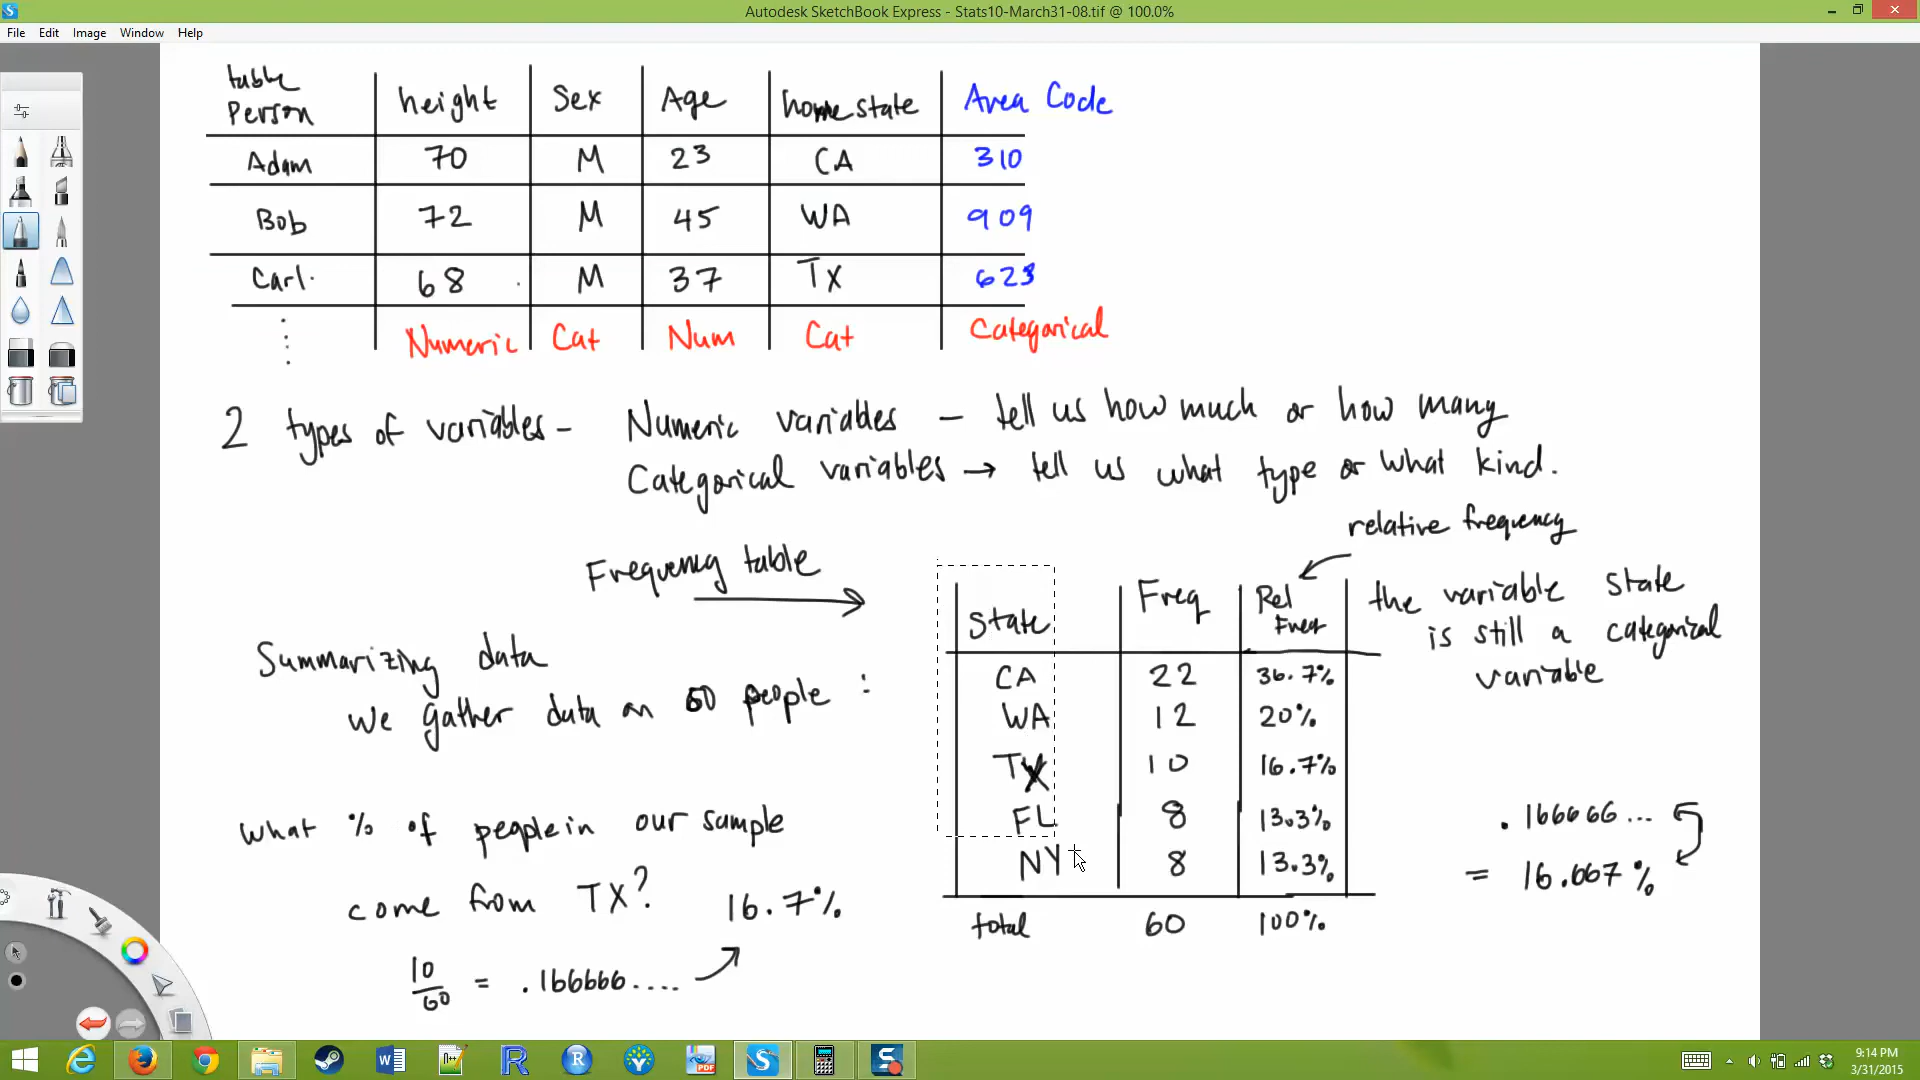 Autodesk SketchBook Express - Stats10-March31-08.tif @ 100.0%
File Edit Image Window Help
table
Person height Sex Age homestate Area Code
Adam 70 M 23 CA 310
Bob 72 M 45 WA 909
Carl 68 M 37 TX 623
Numeric Cat Num Cat Categorical
2 types of variables - Numeric variables - tell us how much or how many
Categorical variables → tell us what type or what kind.
relative frequency
Frequency table
State Freq Rel Freq
CA 22 36.7%
WA 12 20%
TX 10 16.7%
FL 8 13.3%
NY 8 13.3%
total 60 100%
the variable state
is still a categorical
variable
Summarizing data
We gather data on 60 people :
What % of people in our sample
come from TX? 16.7%
10/60 = .166666....
.166666...
= 16.667%
9:14 PM
3/31/2015